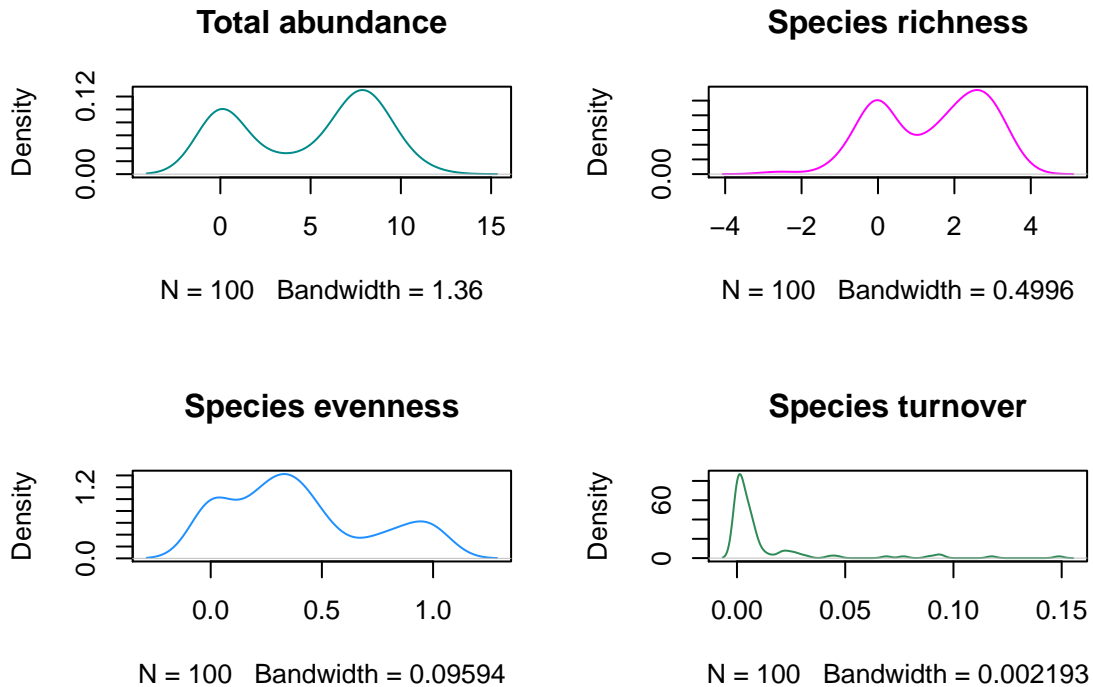 Total abundance
Density
0.00
0.12
0
5
10
15
N = 100 Bandwidth = 1.36
Species richness
Density
0.00
−4
−2
0
2
4
N = 100 Bandwidth = 0.4996
Species evenness
Density
0.0
1.2
0.0
0.5
1.0
N = 100 Bandwidth = 0.09594
Species turnover
Density
0
60
0.00
0.05
0.10
0.15
N = 100 Bandwidth = 0.002193